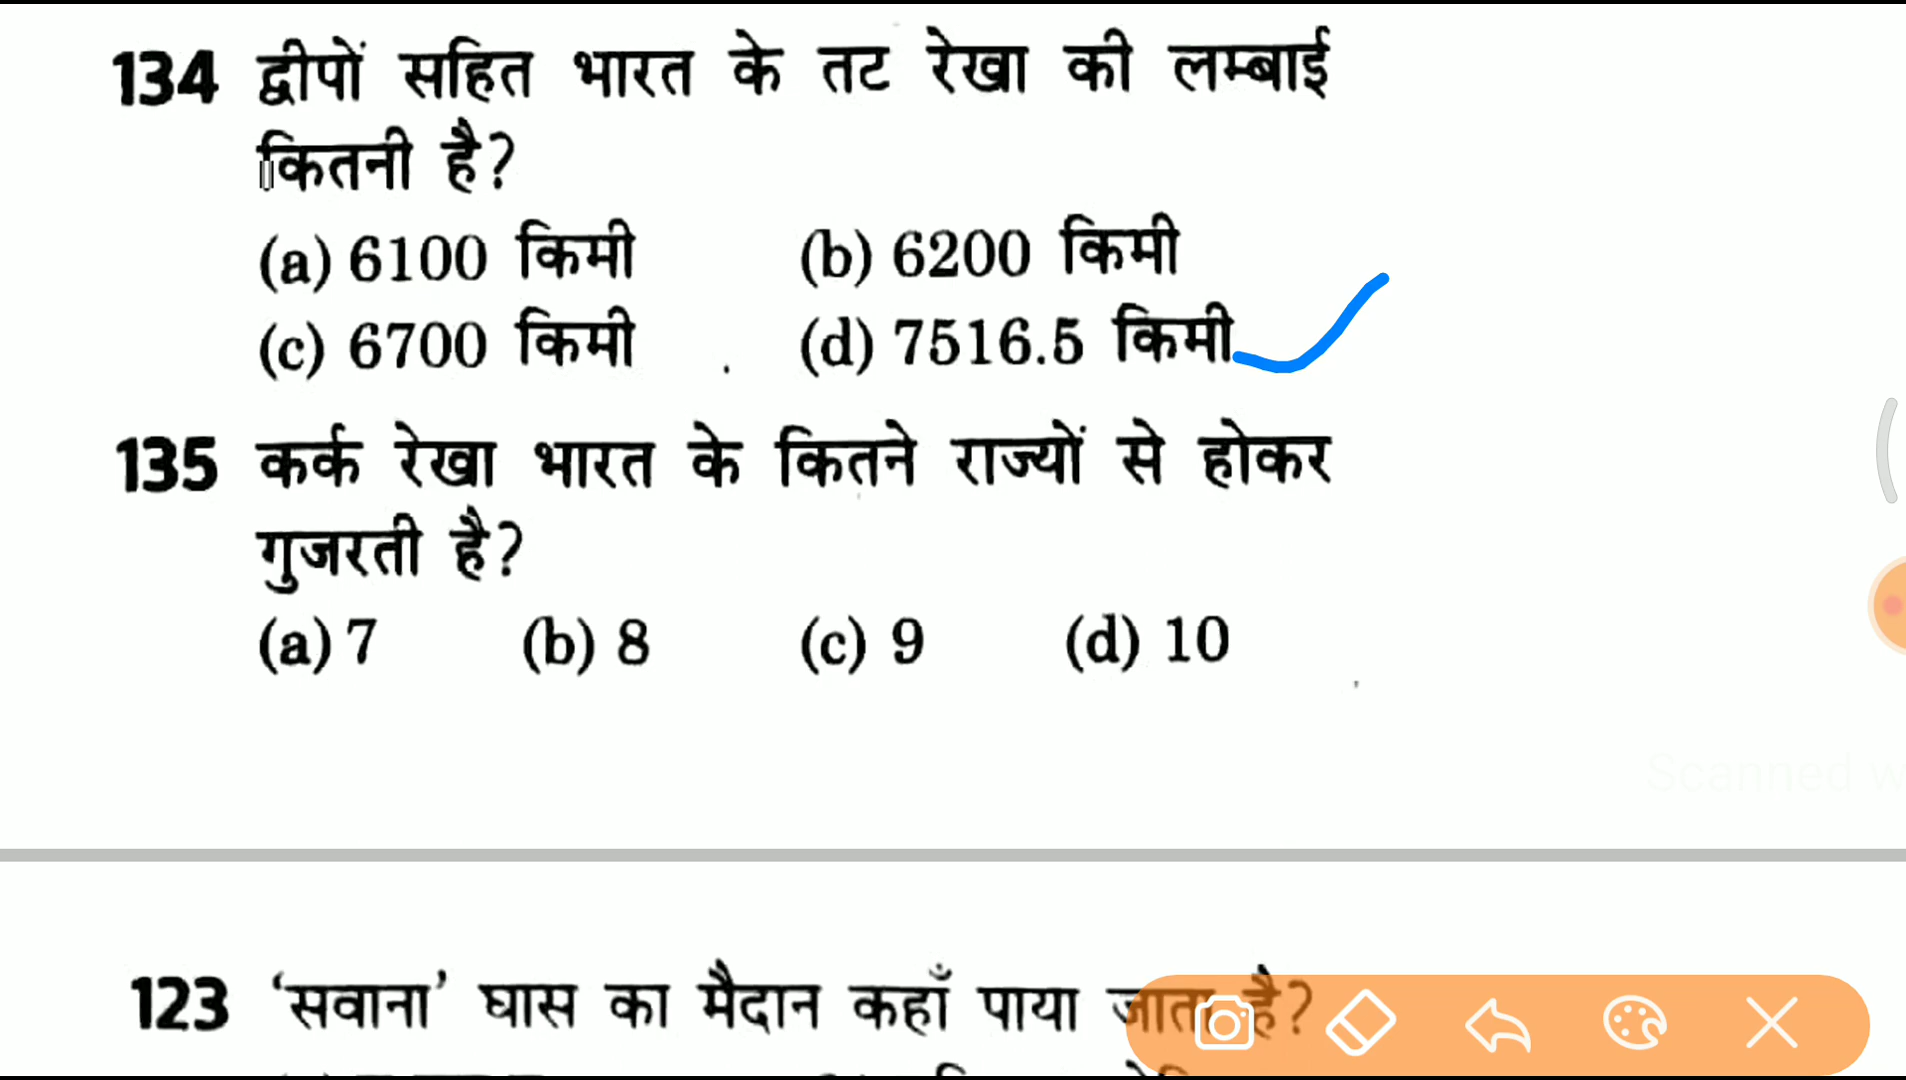 134 द्वीपों सहित भारत के तट रेखा की लम्बाई
कितनी है?
(a) 6100 किमी (b) 6200 किमी
(c) 6700 किमी (d) 7516.5 किमी
135 कर्क रेखा भारत के कितने राज्यों से होकर
गुजरती है?
(a) 7 (b) 8 (c) 9 (d) 10
Scanned w
123 ‘सवाना’ घास का मैदान कहाँ पाया जाता है?